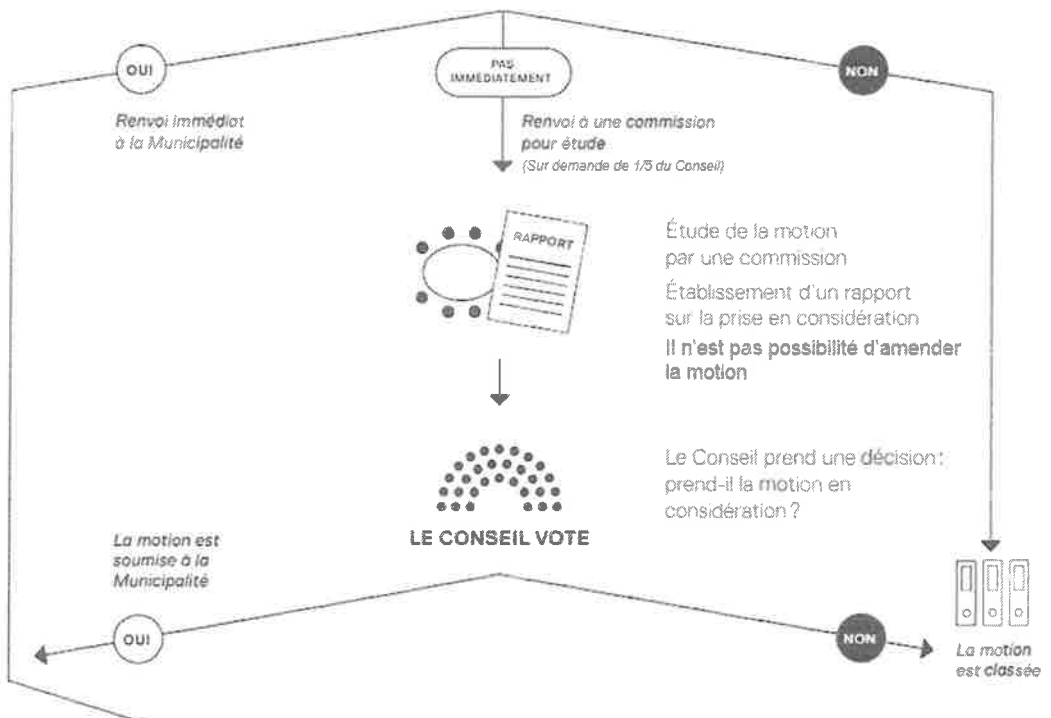 OUI
PAS
IMMÉDIATEMENT
NON
Renvoi immédiat
à la Municipalité
Renvoi à une commission
pour étude
(Sur demande de 1/5 du Conseil)
RAPPORT
Étude de la motion
par une commission
Établissement d'un rapport
sur la prise en considération
Il n'est pas possibilité d'amender
la motion
Le Conseil prend une décision:
prend-il la motion en
considération?
LE CONSEIL VOTE
La motion est
soumise à la
Municipalité
OUI
NON
La motion
est classée